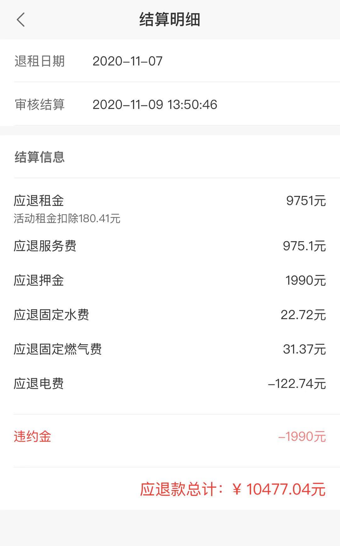 结算明细
退租日期 2020-11-07
审核结算 2020-11-09 13:50:46
结算信息
应退租金 9751元
活动租金扣除180.41元
应退服务费 975.1元
应退押金 1990元
应退固定水费 22.72元
应退固定燃气费 31.37元
应退电费 -122.74元
违约金 -1990元
应退款总计：¥ 10477.04元